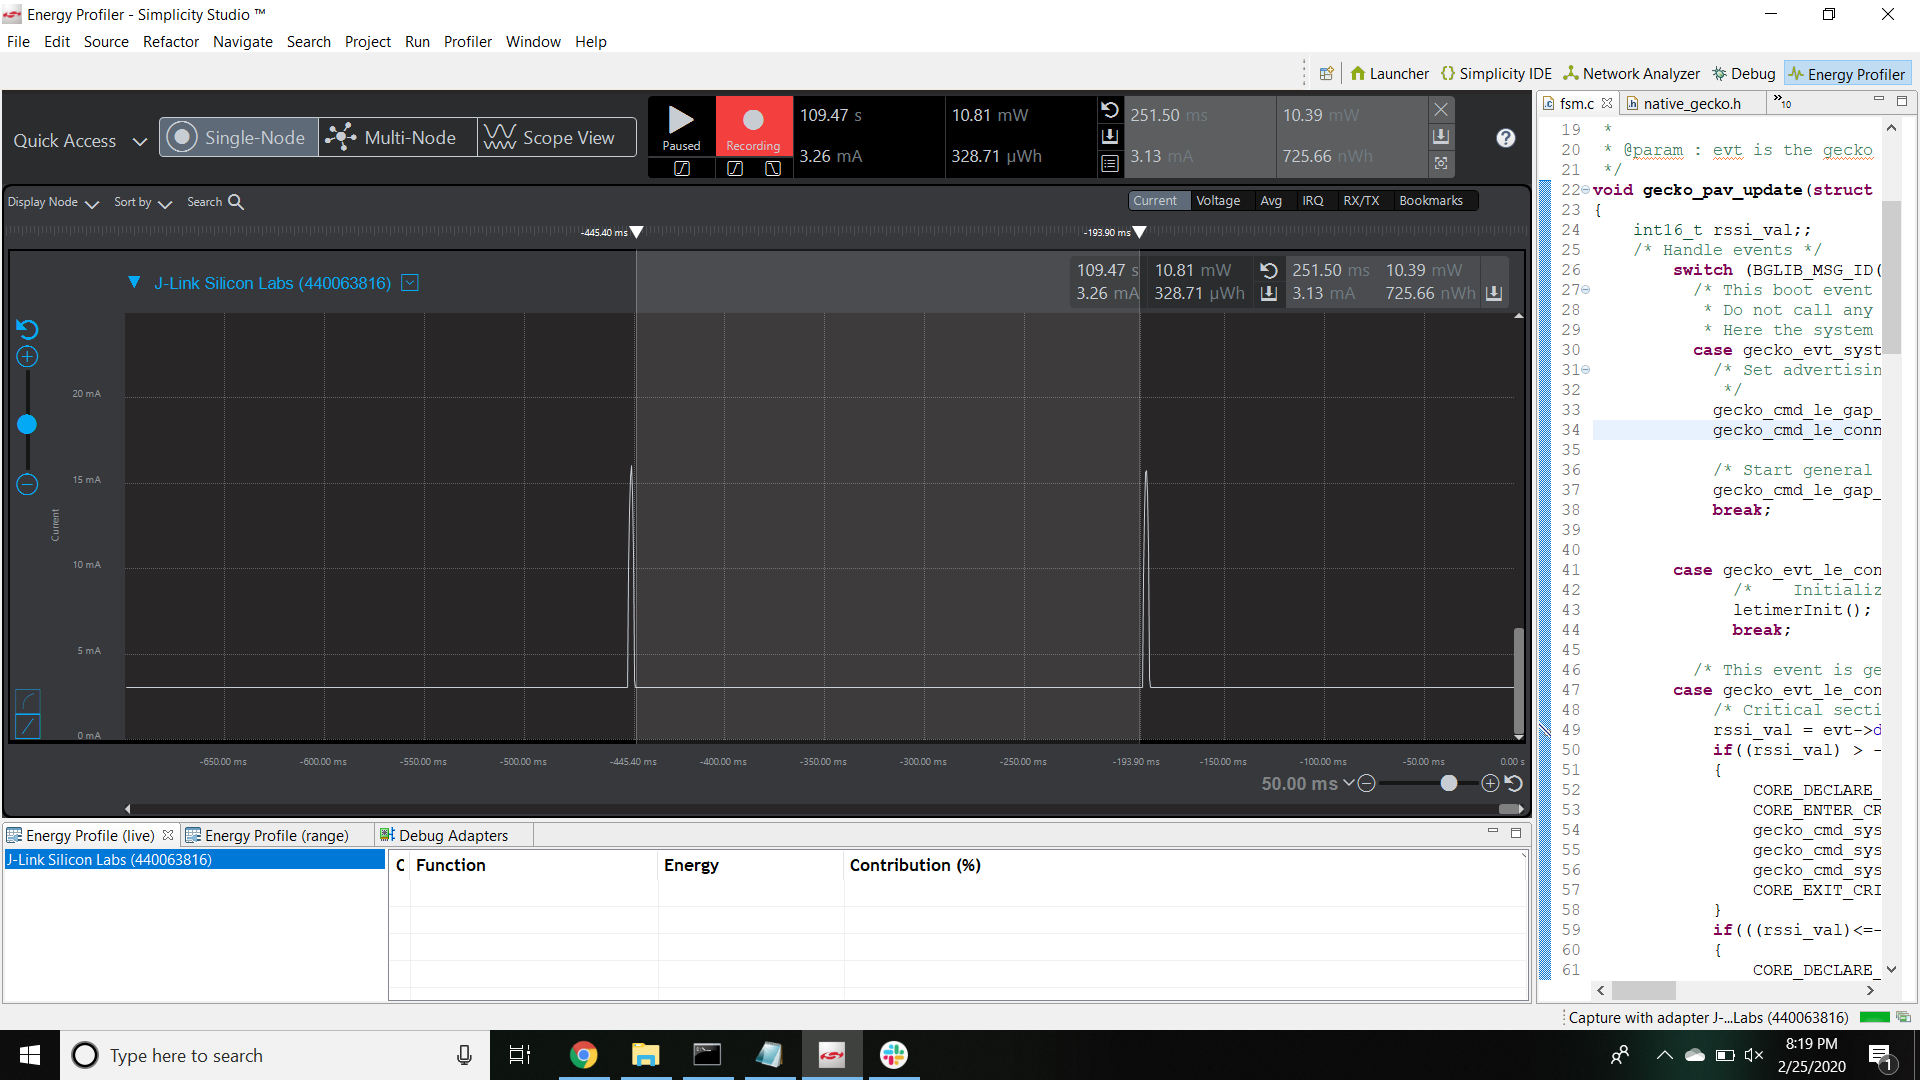 Energy Profiler - Simplicity Studio ™
File Edit Source Refactor Navigate Search Project Run Profiler Window Help
Launcher Simplicity IDE Network Analyzer Debug Energy Profiler
Quick Access Single-Node Multi-Node Scope View
Paused Recording
109.47 s 10.81 mW 251.50 ms 10.39 mW
3.26 mA 328.71 µWh 3.13 mA 725.66 nWh
Display Node Sort by Search
Current Voltage Avg IRQ RX/TX Bookmarks
-445.40 ms -193.90 ms
J-Link Silicon Labs (440063816)
109.47 s 10.81 mW 251.50 ms 10.39 mW
3.26 mA 328.71 µWh 3.13 mA 725.66 nWh
20 mA
15 mA
Current
10 mA
5 mA
0 mA
-650.00 ms -600.00 ms -550.00 ms -500.00 ms -445.40 ms -400.00 ms -350.00 ms -300.00 ms -250.00 ms -193.90 ms -150.00 ms -100.00 ms -50.00 ms 0.00 s
50.00 ms
Energy Profile (live) Energy Profile (range) Debug Adapters
J-Link Silicon Labs (440063816)
C Function Energy Contribution (%)
fsm.c native_gecko.h »10
19 *
20 * @param : evt is the gecko
21 */
22 void gecko_pav_update(struct
23 {
24 int16_t rssi_val;;
25 /* Handle events */
26 switch (BGLIB_MSG_ID(
27 /* This boot event
28 * Do not call any
29 * Here the system
30 case gecko_evt_syst
31 /* Set advertisin
32 */
33 gecko_cmd_le_gap_
34 gecko_cmd_le_conn
35
36 /* Start general
37 gecko_cmd_le_gap_
38 break;
39
40
41 case gecko_evt_le_con
42 /* Initializ
43 letimerInit();
44 break;
45
46 /* This event is ge
47 case gecko_evt_le_con
48 /* Critical secti
49 rssi_val = evt->d
50 if((rssi_val) > -
51 {
52 CORE_DECLARE_
53 CORE_ENTER_CR
54 gecko_cmd_sys
55 gecko_cmd_sys
56 gecko_cmd_sys
57 CORE_EXIT_CRI
58 }
59 if(((rssi_val)<=-
60 {
61 CORE_DECLARE_
Capture with adapter J-...Labs (440063816)
Type here to search
8:19 PM
2/25/2020
1